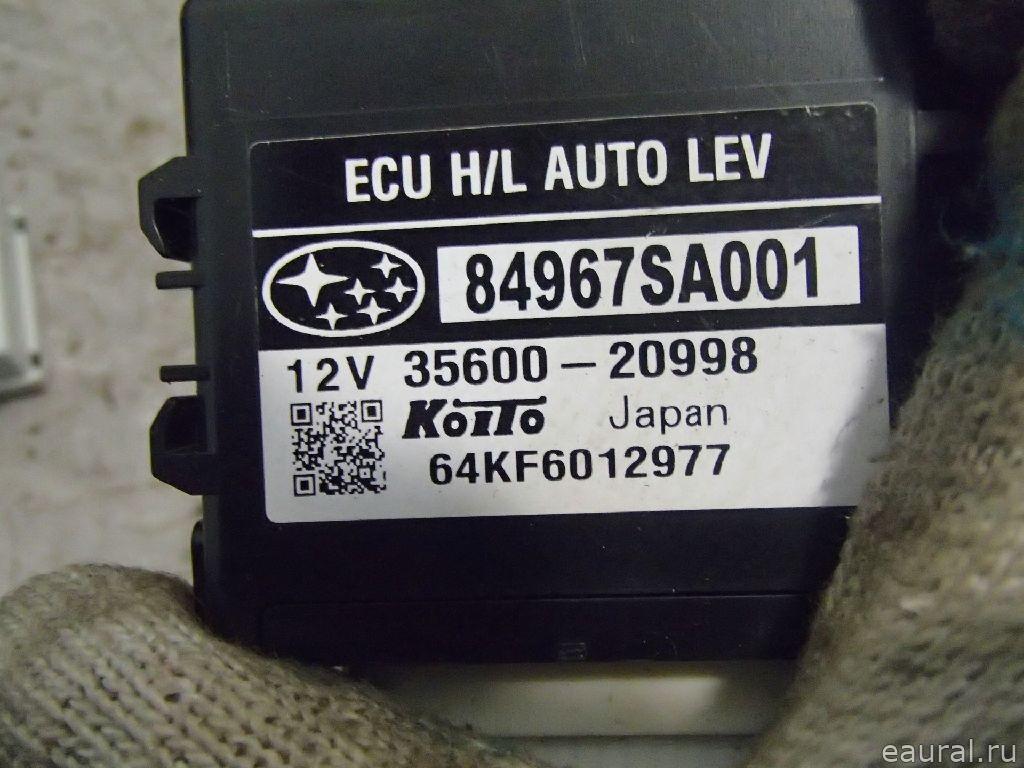 ECU H/L AUTO LEV
84967SA001
12V 35600-20998
KOITO Japan
64KF6012977
eaural.ru